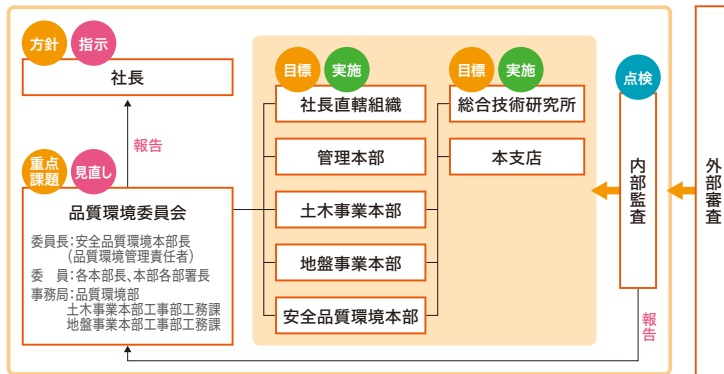 方針
指示
社長
報告
重点
課題
見直し
品質環境委員会
委員長:安全品質環境本部長
(品質環境管理責任者)
委 員:各本部長、本部各部署長
事務局:品質環境部
土木事業本部工事部工務課
地盤事業本部工事部工務課
目標
実施
社長直轄組織
管理本部
土木事業本部
地盤事業本部
安全品質環境本部
目標
実施
総合技術研究所
本支店
点検
内部監査
報告
外部審査